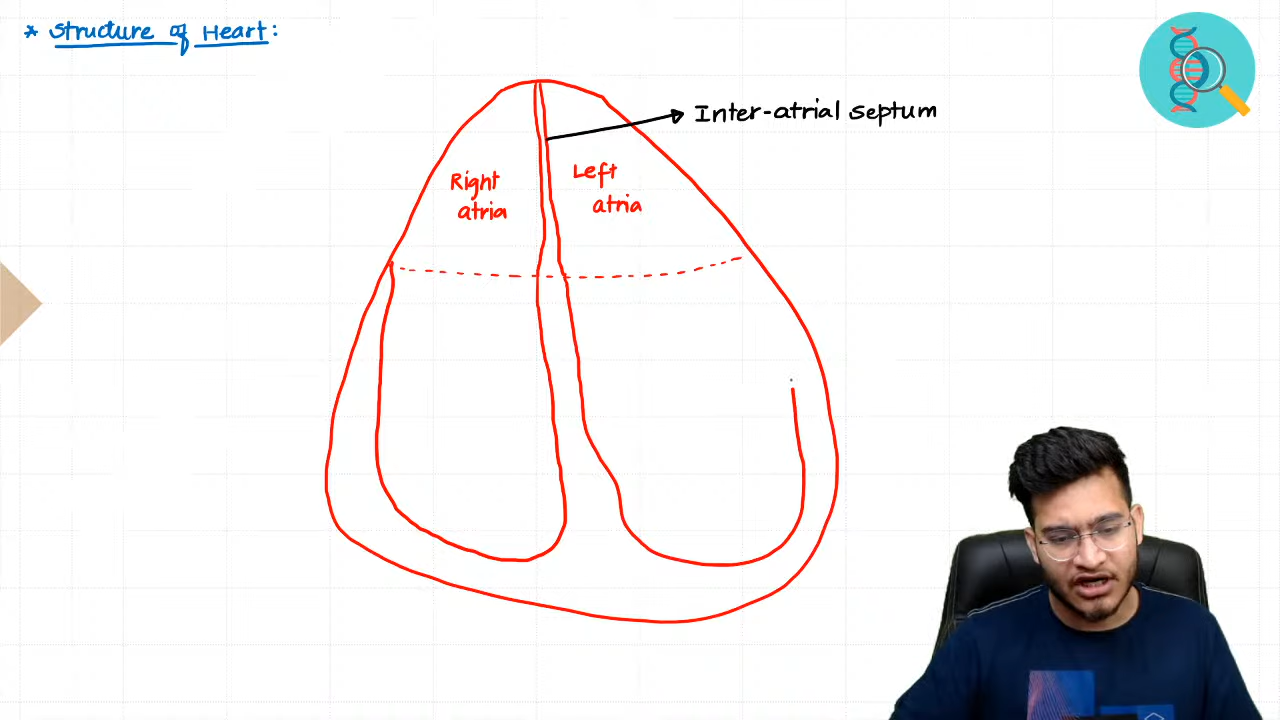 * Structure of Heart:
Inter-atrial septum
Right
atria
Left
atria